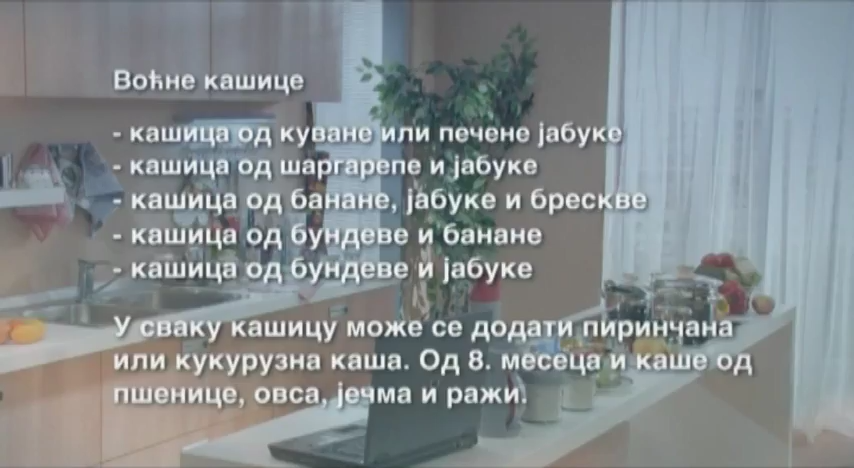 Воћне кашице
- кашица од куване или печене јабуке
- кашица од шаргарепе и јабуке
- кашица од банане, јабуке и брескве
- кашица од бундеве и банане
- кашица од бундеве и јабуке
У сваку кашицу може се додати пиринчана
или кукурузна каша. Од 8. месеца и каше од
пшенице, овса, јечма и ражи.